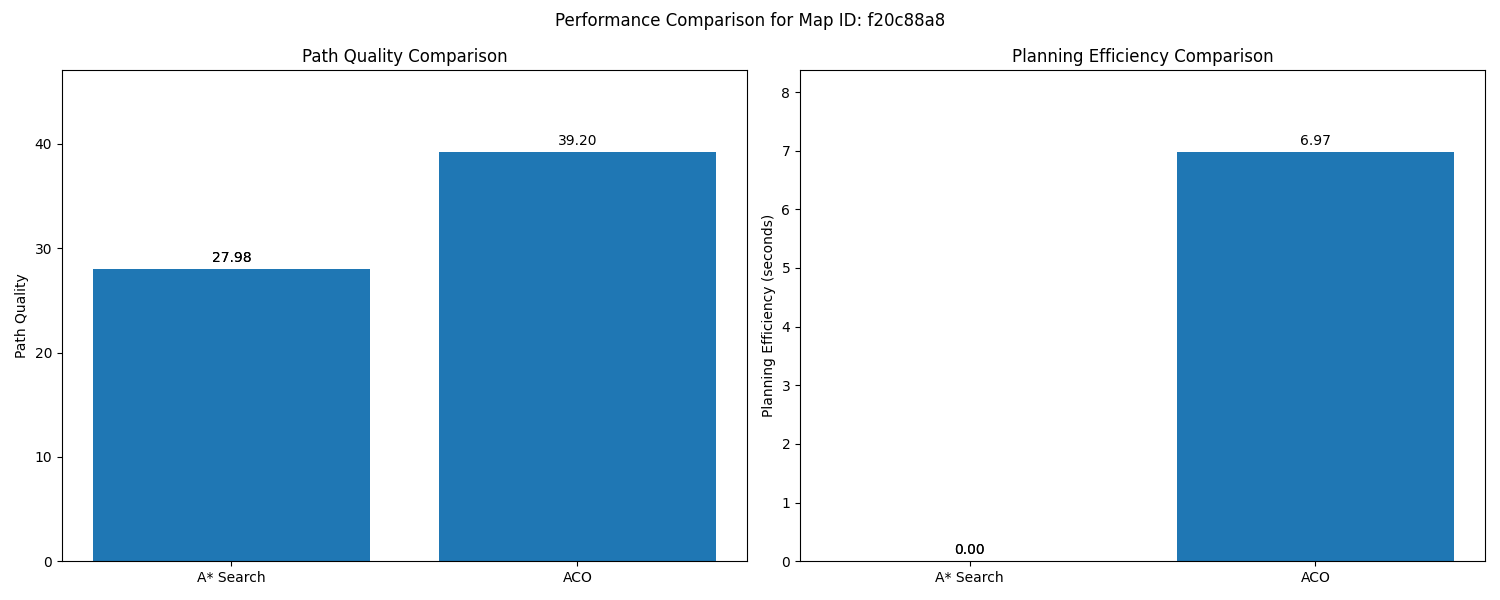 Performance Comparison for Map ID: f20c88a8
Path Quality Comparison
Path Quality
40
30
20
10
0
27.98
39.20
A* Search
ACO
Planning Efficiency Comparison
Planning Efficiency (seconds)
8
7
6
5
4
3
2
1
0
0.00
6.97
A* Search
ACO